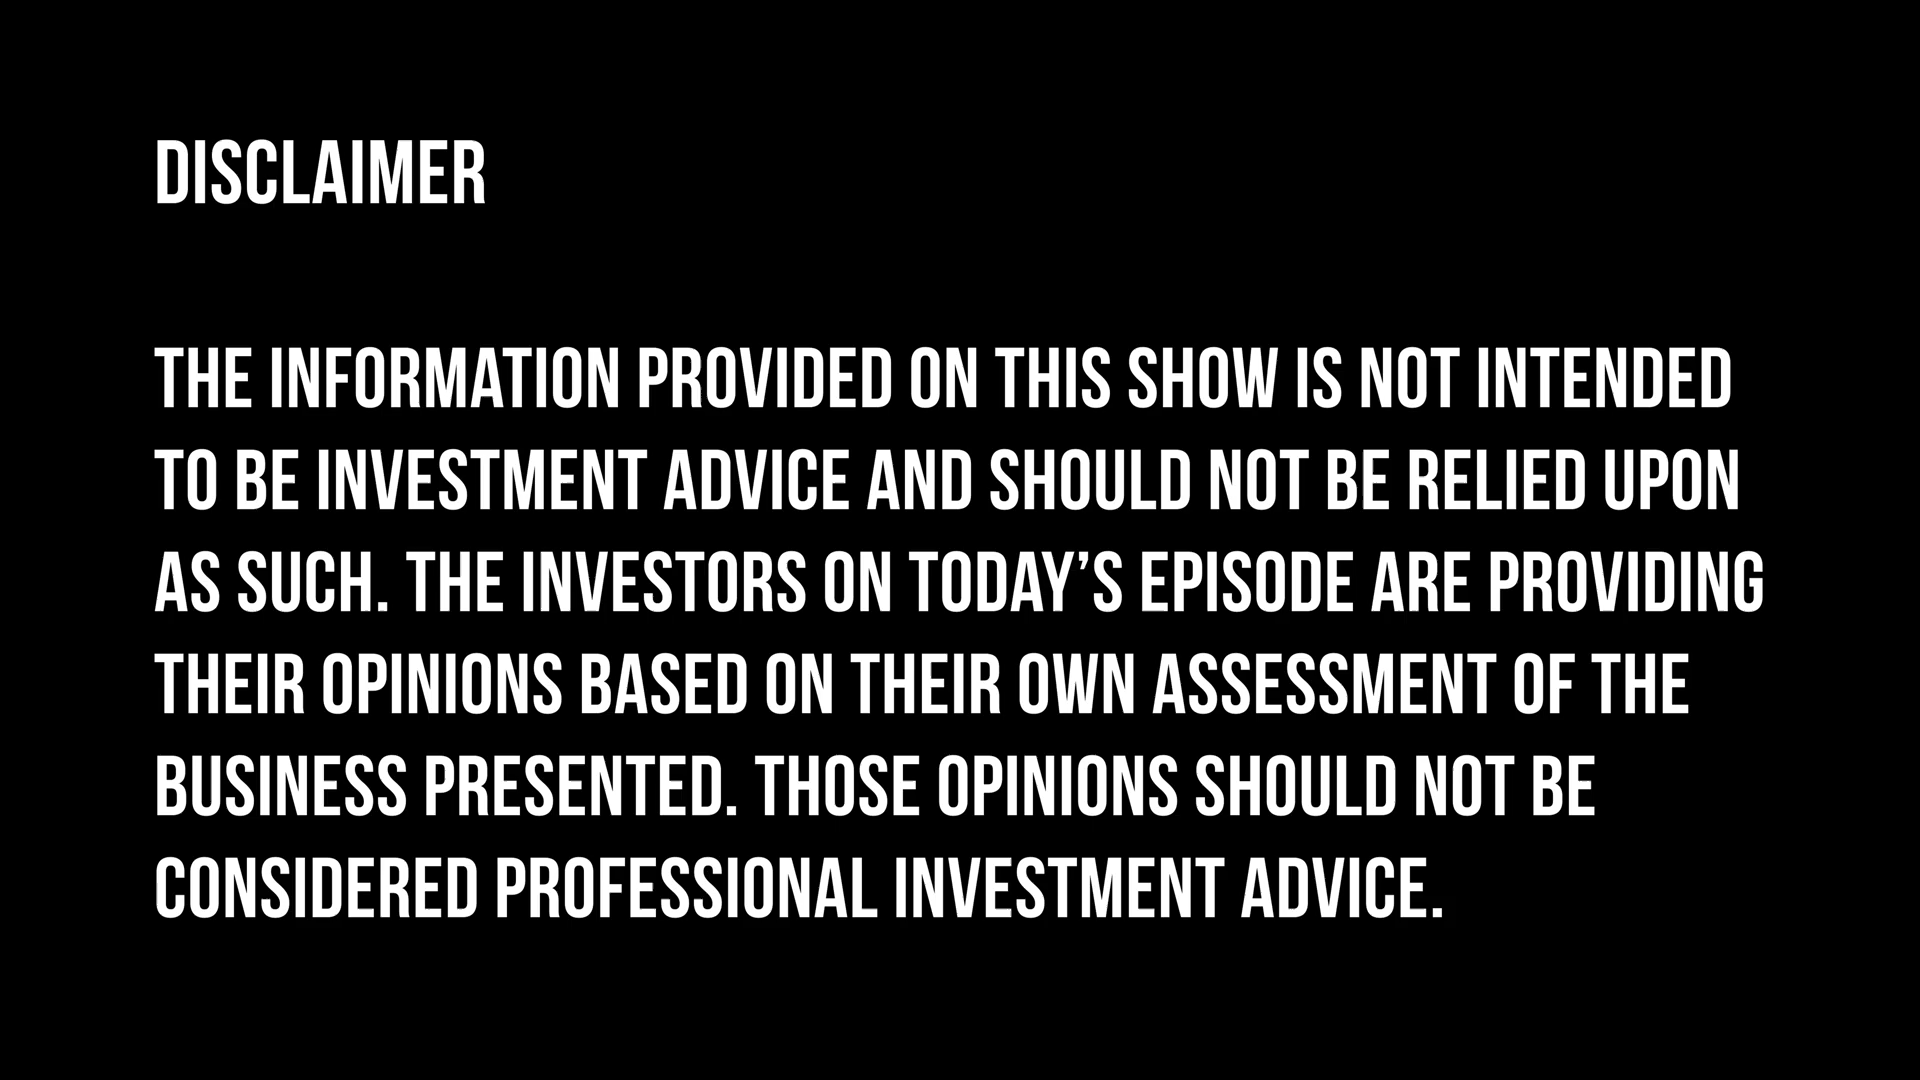 DISCLAIMER
THE INFORMATION PROVIDED ON THIS SHOW IS NOT INTENDED
TO BE INVESTMENT ADVICE AND SHOULD NOT BE RELIED UPON
AS SUCH. THE INVESTORS ON TODAY’S EPISODE ARE PROVIDING
THEIR OPINIONS BASED ON THEIR OWN ASSESSMENT OF THE
BUSINESS PRESENTED. THOSE OPINIONS SHOULD NOT BE
CONSIDERED PROFESSIONAL INVESTMENT ADVICE.